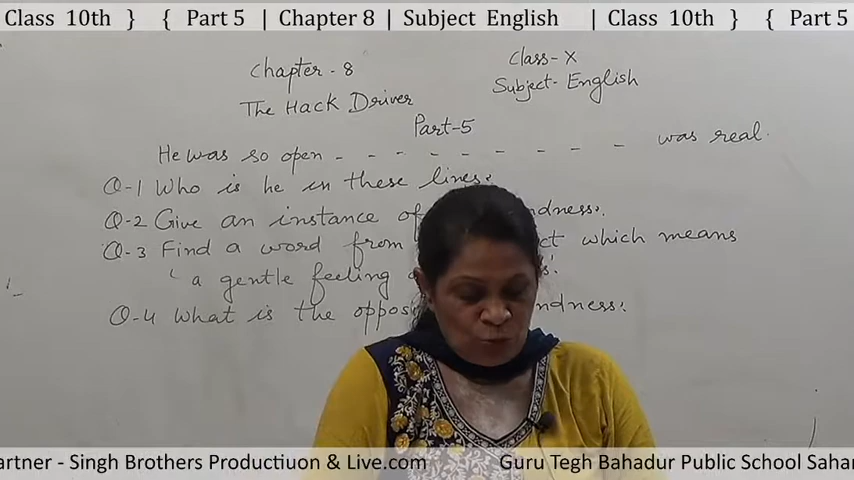 Class 10th } { Part 5 | Chapter 8 | Subject English | Class 10th } { Part 5
Chapter - 8 Class - X
The Hack Driver Subject - English
Part-5
He was so open - - - - - - - - - - was real.
Q-1 Who is he in these lines.
Q-2 Give an instance of
Q-3 Find a word from which means
'a gentle feeling
Q-4 What is the
- Singh Brothers Productiuon & Live.com Guru Tegh Bahadur Public School